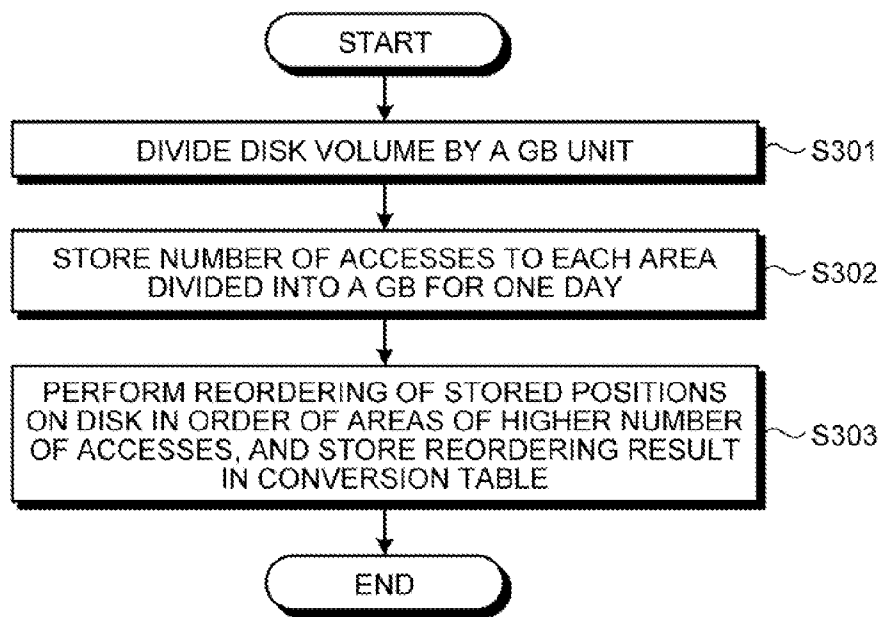 START
DIVIDE DISK VOLUME BY A GB UNIT
S301
STORE NUMBER OF ACCESSES TO EACH AREA
DIVIDED INTO A GB FOR ONE DAY
S302
PERFORM REORDERING OF STORED POSITIONS
ON DISK IN ORDER OF AREAS OF HIGHER NUMBER
OF ACCESSES, AND STORE REORDERING RESULT
IN CONVERSION TABLE
S303
END